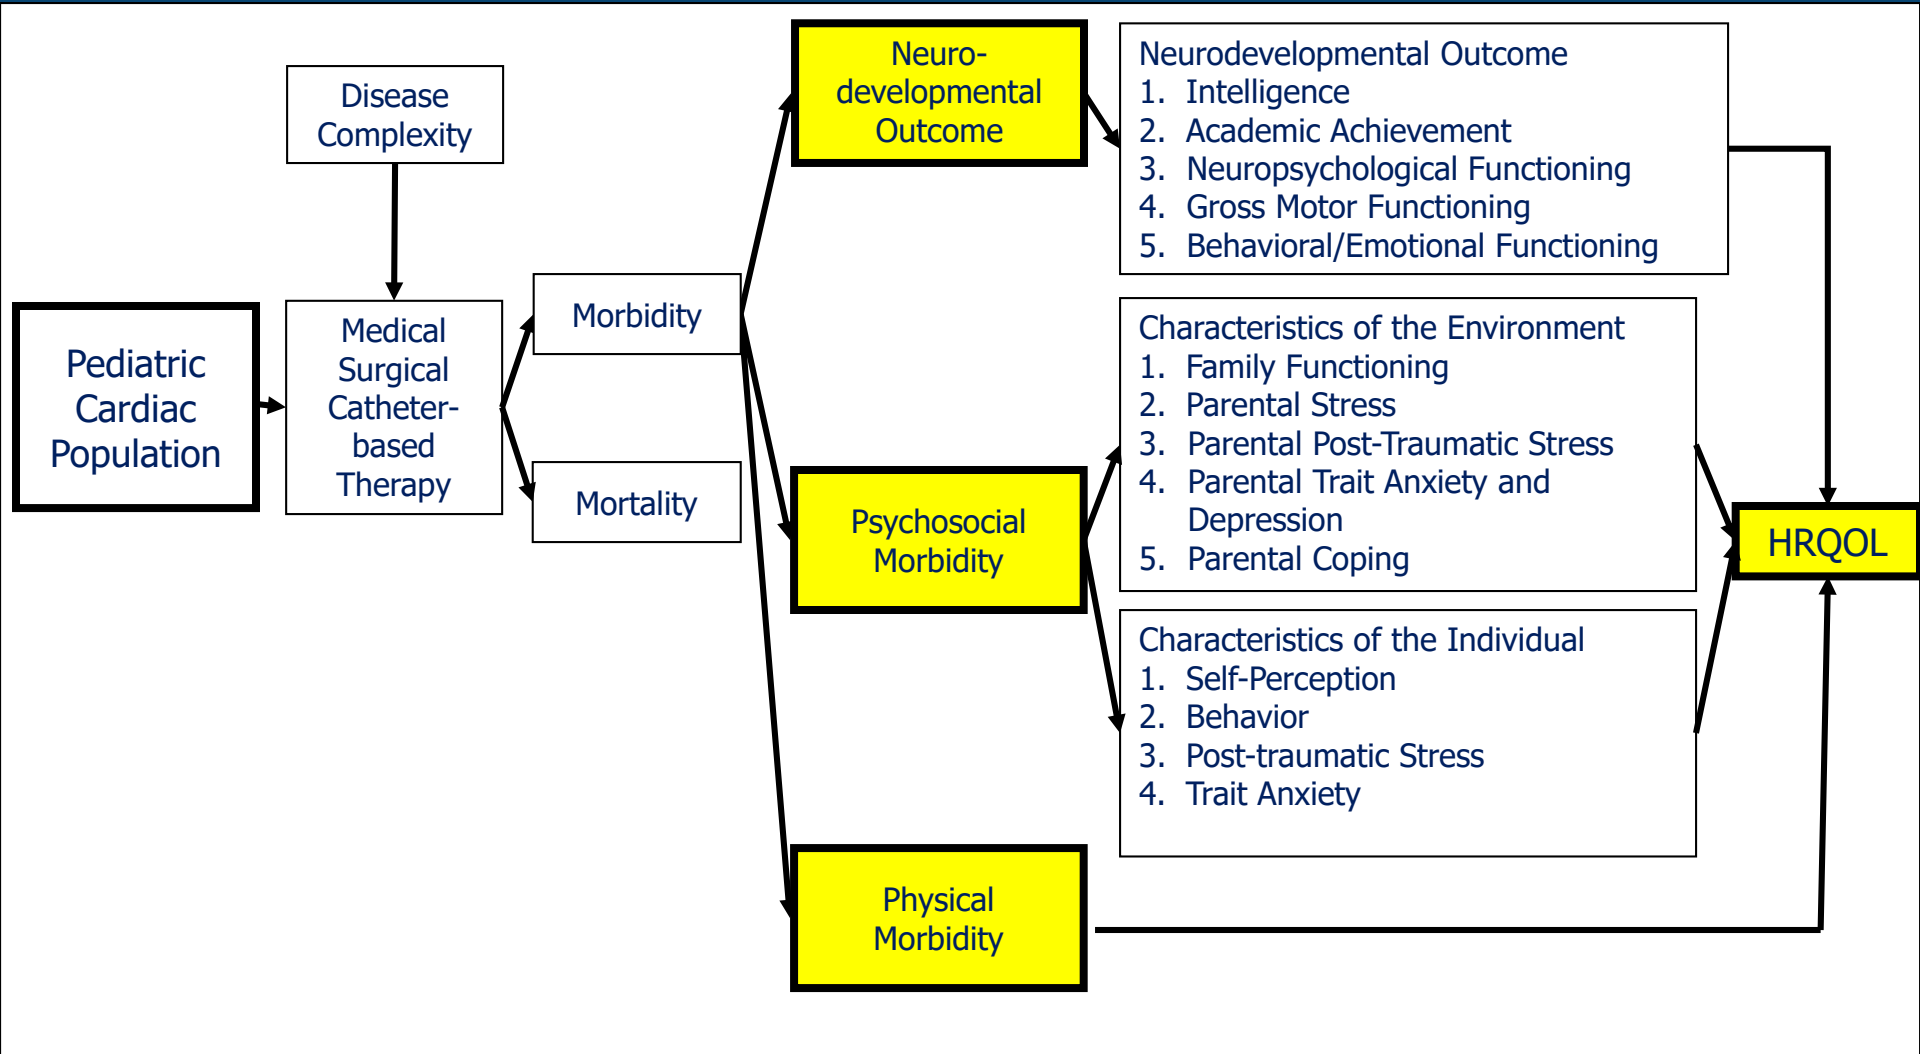 Disease
Complexity
Pediatric
Cardiac
Population
Medical
Surgical
Catheter-
based
Therapy
Morbidity
Mortality
Neuro-
developmental
Outcome
Psychosocial
Morbidity
Physical
Morbidity
Neurodevelopmental Outcome
1. Intelligence
2. Academic Achievement
3. Neuropsychological Functioning
4. Gross Motor Functioning
5. Behavioral/Emotional Functioning
Characteristics of the Environment
1. Family Functioning
2. Parental Stress
3. Parental Post-Traumatic Stress
4. Parental Trait Anxiety and
Depression
5. Parental Coping
Characteristics of the Individual
1. Self-Perception
2. Behavior
3. Post-traumatic Stress
4. Trait Anxiety
HRQOL